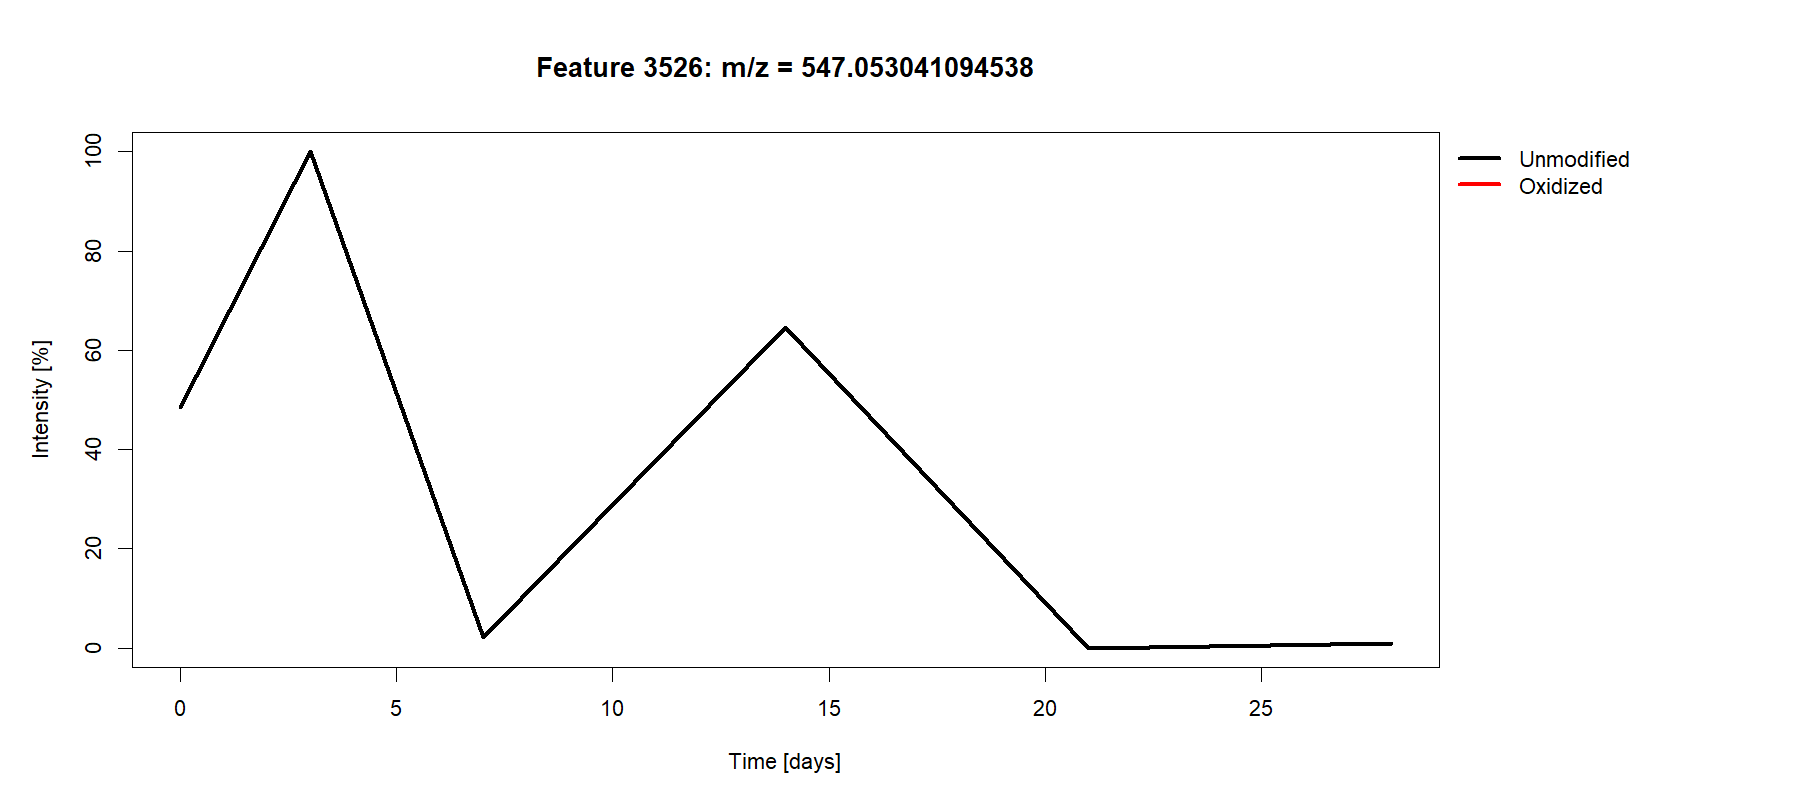 Feature 3526: m/z = 547.053041094538
Unmodified
Oxidized
Intensity [%]
100
80
60
40
20
0
0 5 10 15 20 25
Time [days]